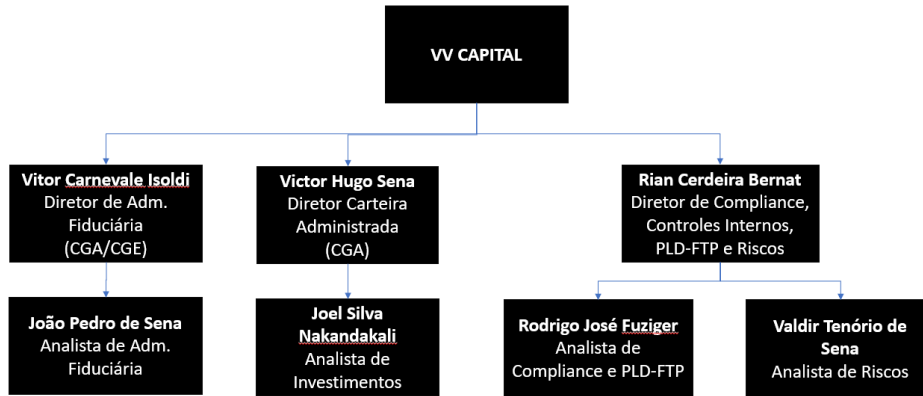 VV CAPITAL
Vitor Carnevale Isoldi
Diretor de Adm.
Fiduciária
(CGA/CGE)
Victor Hugo Sena
Diretor Carteira
Administrada
(CGA)
Rian Cerdeira Bernat
Diretor de Compliance,
Controles Internos,
PLD-FTP e Riscos
João Pedro de Sena
Analista de Adm.
Fiduciária
Joel Silva
Nakandakali
Analista de
Investimentos
Rodrigo José Fuziger
Analista de
Compliance e PLD-FTP
Valdir Tenório de
Sena
Analista de Riscos